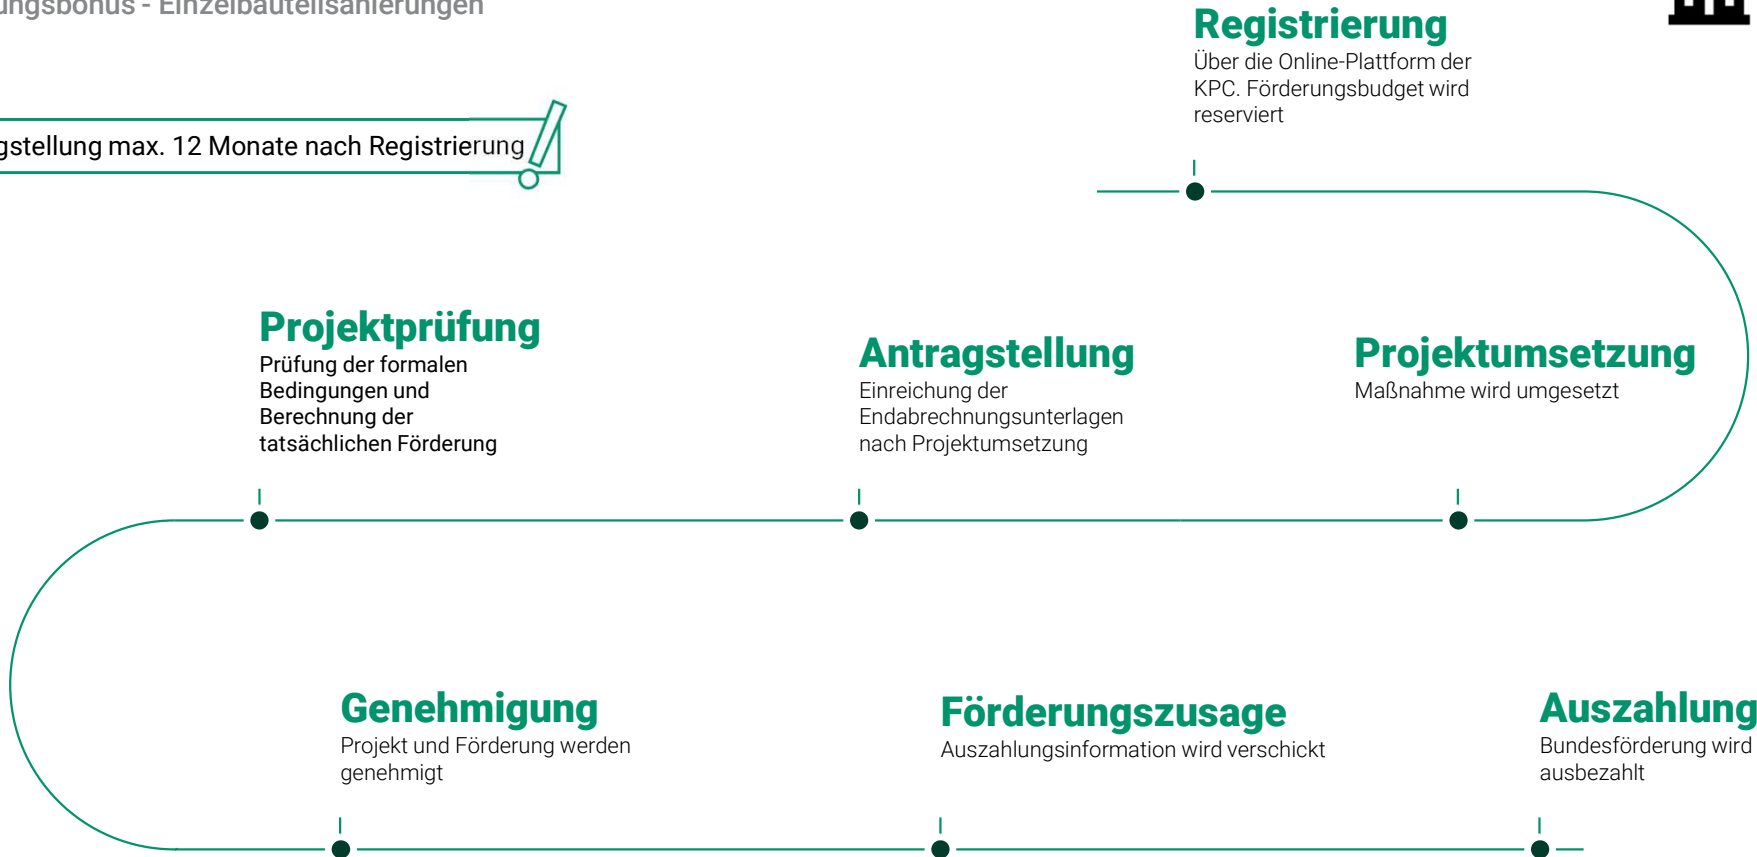 ungsbonus - Einzelbauteilsanierungen
Registrierung
Über die Online-Plattform der
KPC. Förderungsbudget wird
reserviert
gstellung max. 12 Monate nach Registrierung
Projektprüfung
Prüfung der formalen
Bedingungen und
Berechnung der
tatsächlichen Förderung
Antragstellung
Einreichung der
Endabrechnungsunterlagen
nach Projektumsetzung
Projektumsetzung
Maßnahme wird umgesetzt
Genehmigung
Projekt und Förderung werden
genehmigt
Förderungszusage
Auszahlungsinformation wird verschickt
Auszahlung
Bundesförderung wird
ausbezahlt